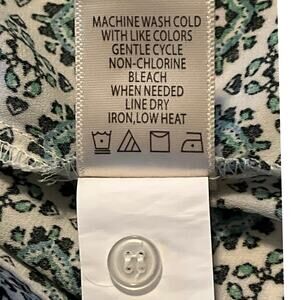 MACHINE WASH COLD
WITH LIKE COLORS
GENTLE CYCLE
NON-CHLORINE
BLEACH
WHEN NEEDED
LINE DRY
IRON,LOW HEAT